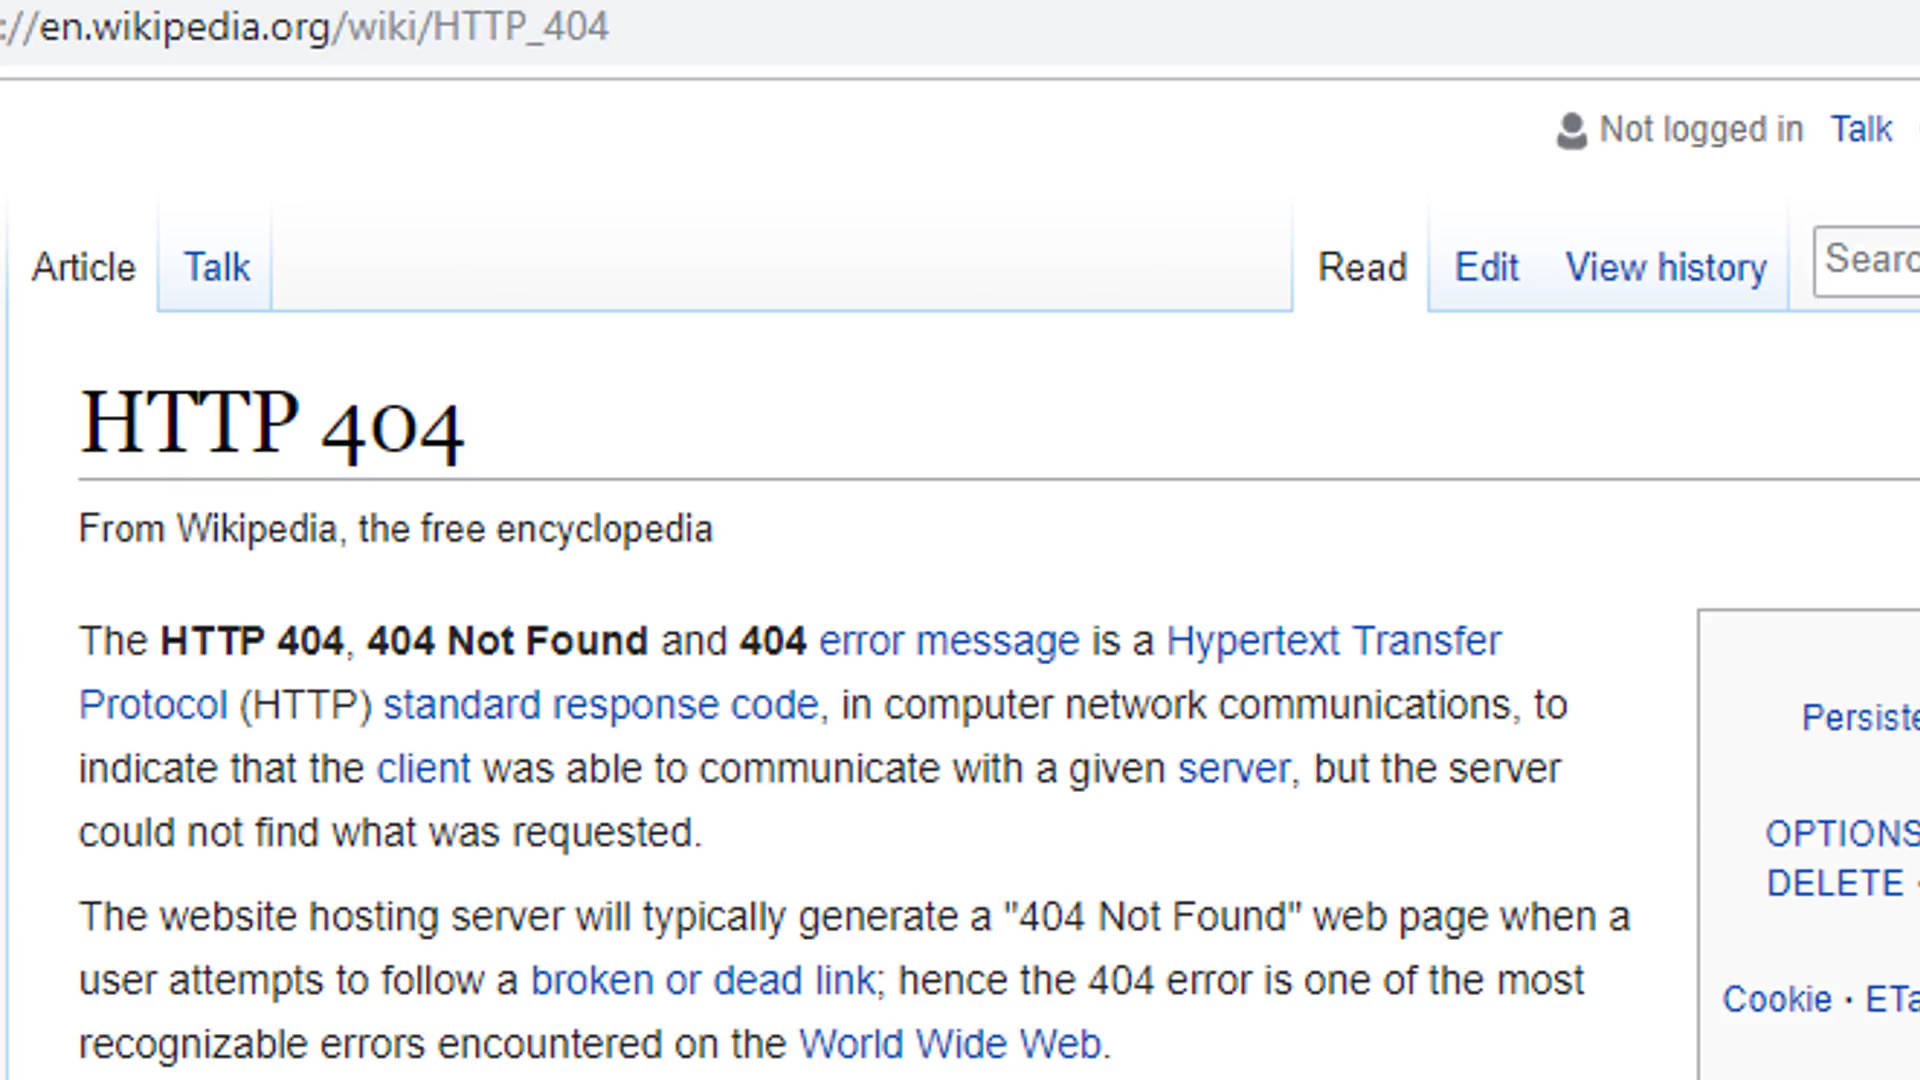 ://en.wikipedia.org/wiki/HTTP_404
Not logged in Talk
Article Talk Read Edit View history Searc
HTTP 404
From Wikipedia, the free encyclopedia
The HTTP 404, 404 Not Found and 404 error message is a Hypertext Transfer
Protocol (HTTP) standard response code, in computer network communications, to
indicate that the client was able to communicate with a given server, but the server
could not find what was requested.
The website hosting server will typically generate a "404 Not Found" web page when a
user attempts to follow a broken or dead link; hence the 404 error is one of the most
recognizable errors encountered on the World Wide Web.
Persiste
OPTIONS
DELETE ·
Cookie · ETa